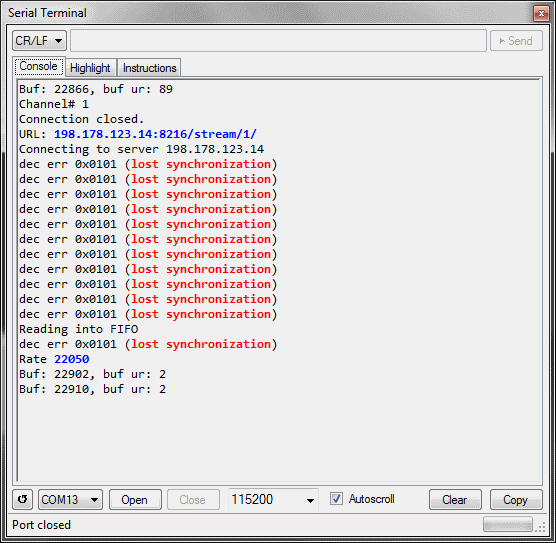 Serial Terminal
CR/LF
Send
Console Highlight Instructions
Buf: 22866, buf ur: 89
Channel# 1
Connection closed.
URL: 198.178.123.14:8216/stream/1/
Connecting to server 198.178.123.14
dec err 0x0101 (lost synchronization)
dec err 0x0101 (lost synchronization)
dec err 0x0101 (lost synchronization)
dec err 0x0101 (lost synchronization)
dec err 0x0101 (lost synchronization)
dec err 0x0101 (lost synchronization)
dec err 0x0101 (lost synchronization)
dec err 0x0101 (lost synchronization)
dec err 0x0101 (lost synchronization)
dec err 0x0101 (lost synchronization)
dec err 0x0101 (lost synchronization)
Reading into FIFO
dec err 0x0101 (lost synchronization)
Rate 22050
Buf: 22902, buf ur: 2
Buf: 22910, buf ur: 2
COM13 Open Close 115200 Autoscroll Clear Copy
Port closed